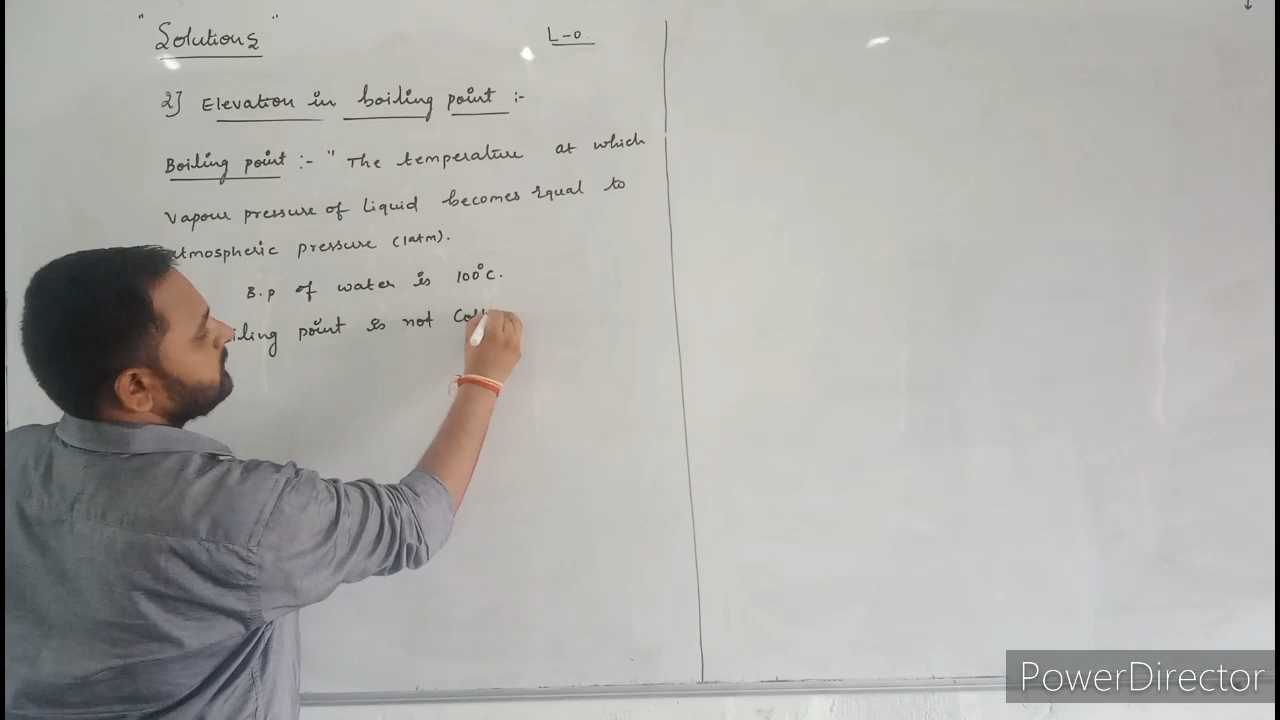 "Solutions"
L-0.
2] Elevation in boiling point :-
Boiling point :- " The temperature at which
Vapour pressure of Liquid becomes Equal to
atmospheric pressure (1atm).
B.p of water is 100°C.
point is not
PowerDirector